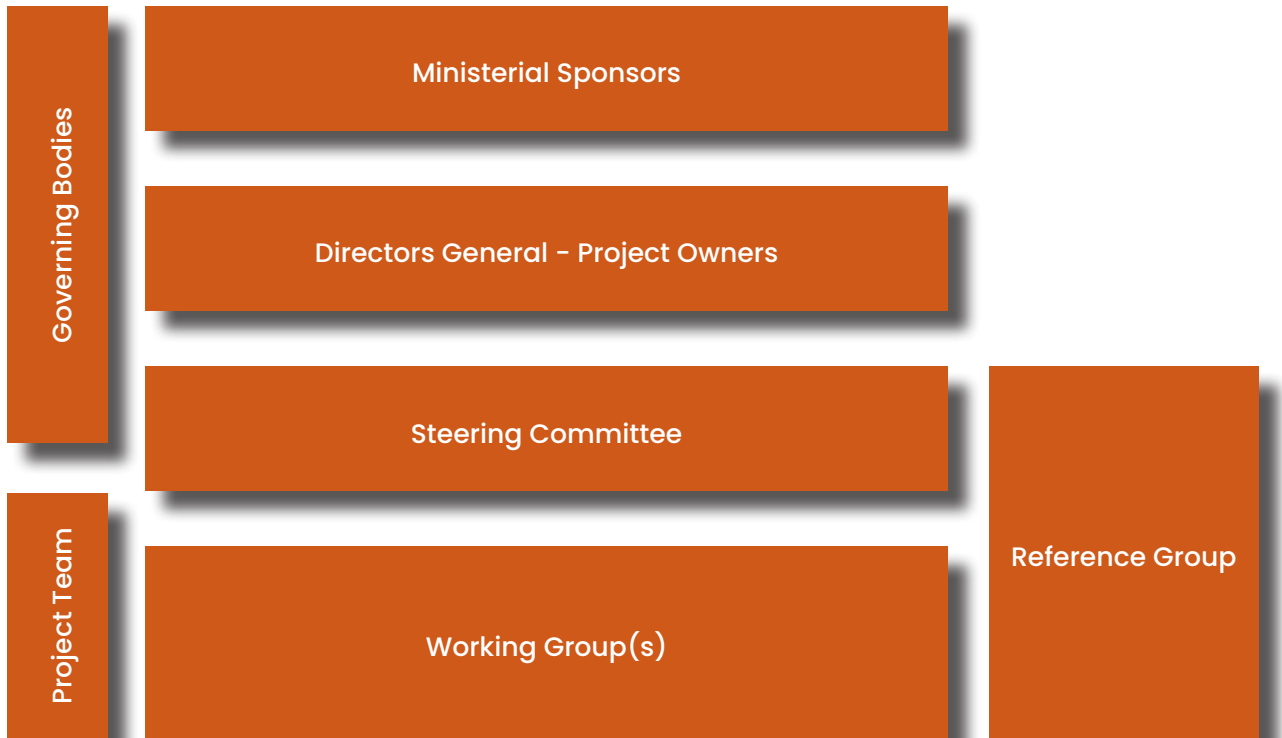 Governing Bodies
Ministerial Sponsors
Directors General - Project Owners
Steering Committee
Project Team
Working Group(s)
Reference Group